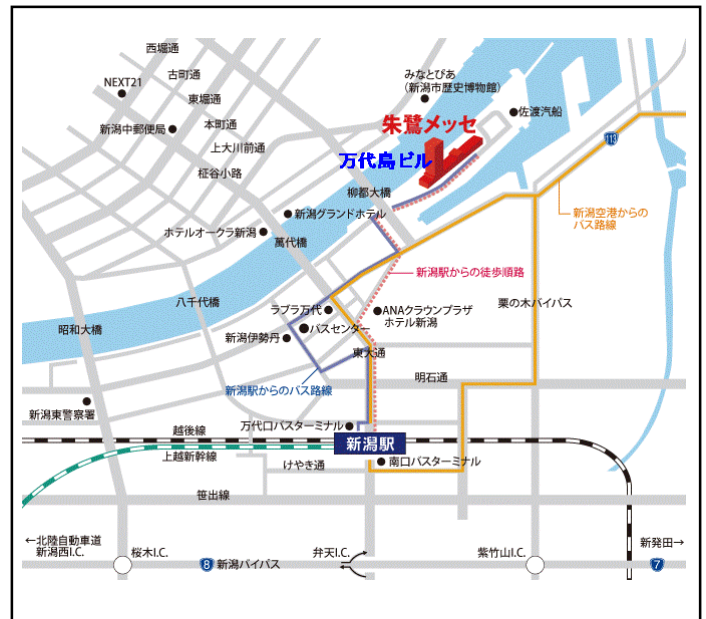 西堀通
古町通
NEXT21
東堀通
みなとぴあ
(新潟市歴史博物館)
佐渡汽船
新潟中郵便局
本町通
朱鷺メッセ
上大川前通
113
万代島ビル
柾谷小路
柳都大橋
新潟グランドホテル
新潟空港からの
バス路線
ホテルオークラ新潟
萬代橋
新潟駅からの徒歩順路
八千代橋
栗の木バイパス
ラブラ万代
ANAクラウンプラザ
ホテル新潟
昭和大橋
バスセンター
新潟伊勢丹
東大通
明石通
新潟駅からのバス路線
新潟東警察署
万代口バスターミナル
越後線
新潟駅
上越新幹線
けやき通
南口バスターミナル
笹出線
←北陸自動車道
新潟西I.C.
桜木I.C.
弁天I.C.
紫竹山I.C.
新発田→
8
新潟バイパス
7